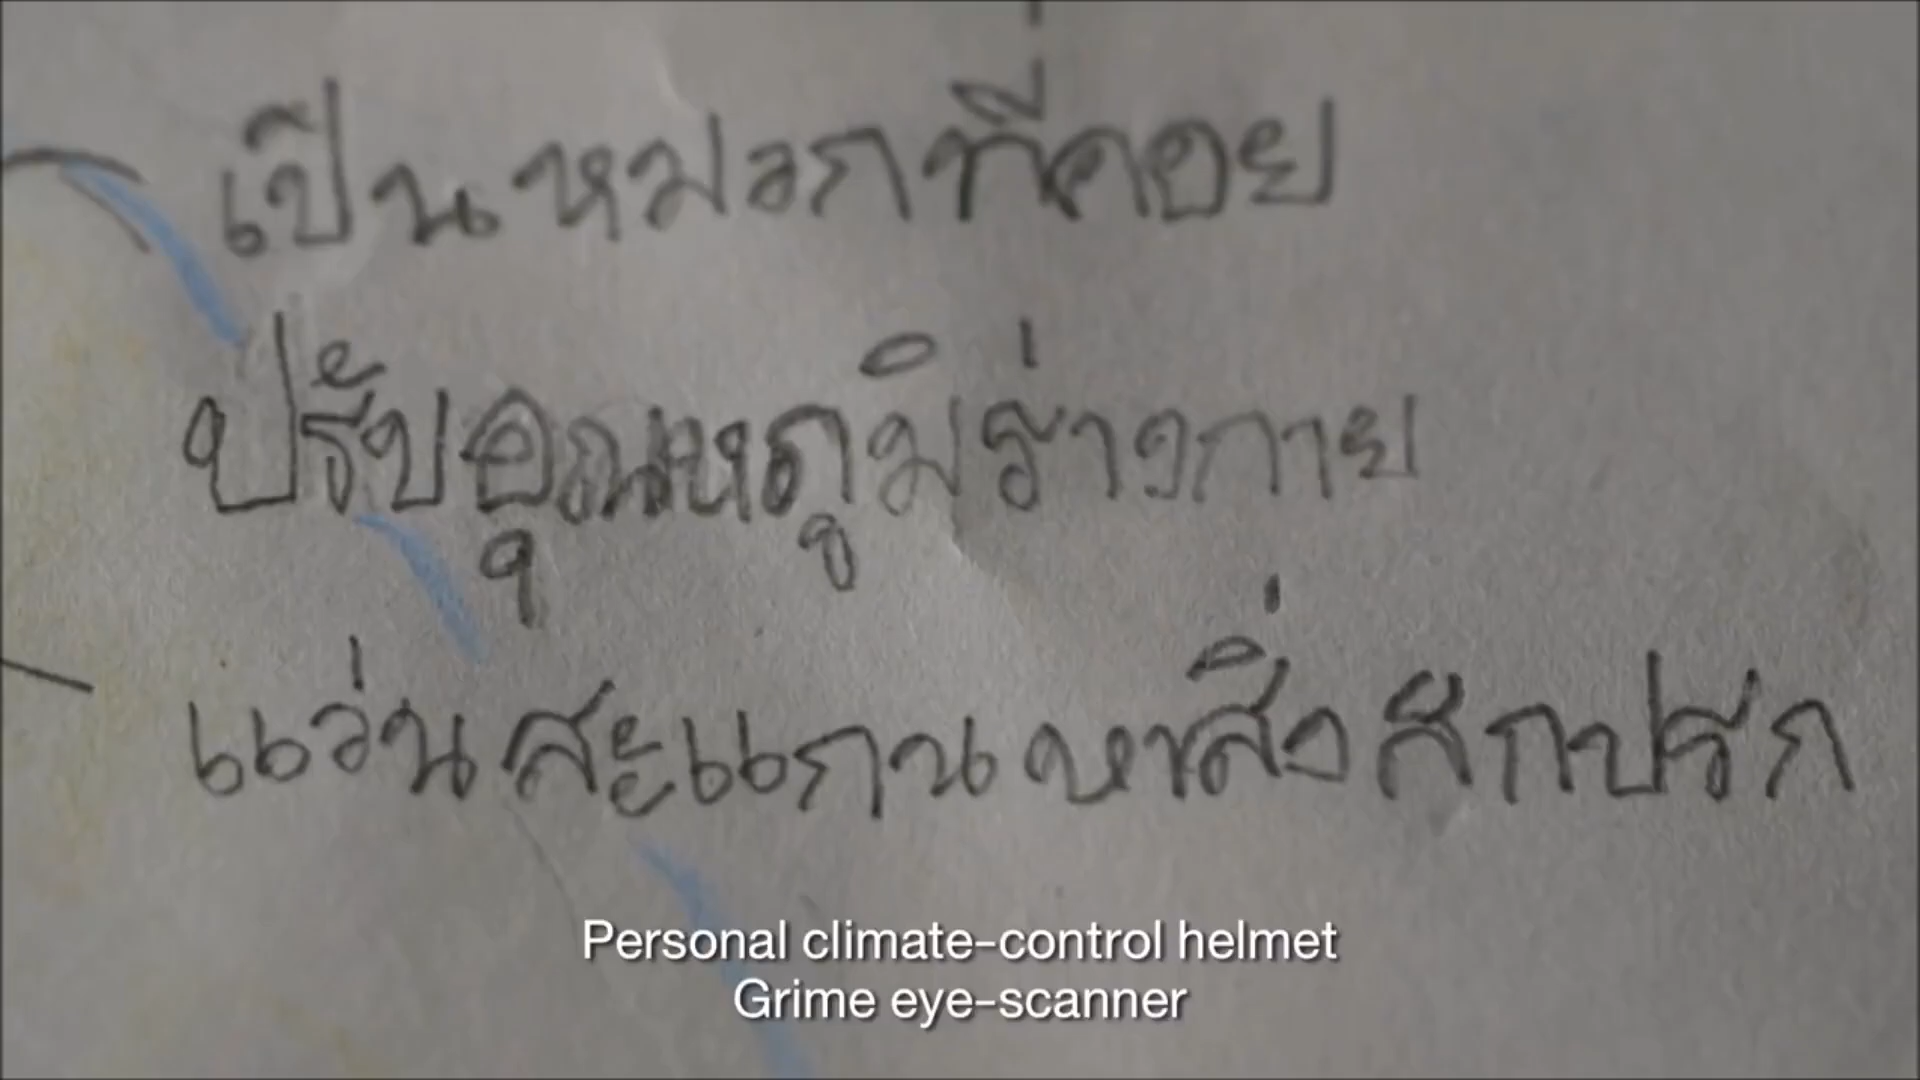 เป็นหมวกที่คอย
ปรับอุณหภูมิร่างกาย
แว่นสะแกนหาสิ่งสกปรก
Personal climate-control helmet
Grime eye-scanner